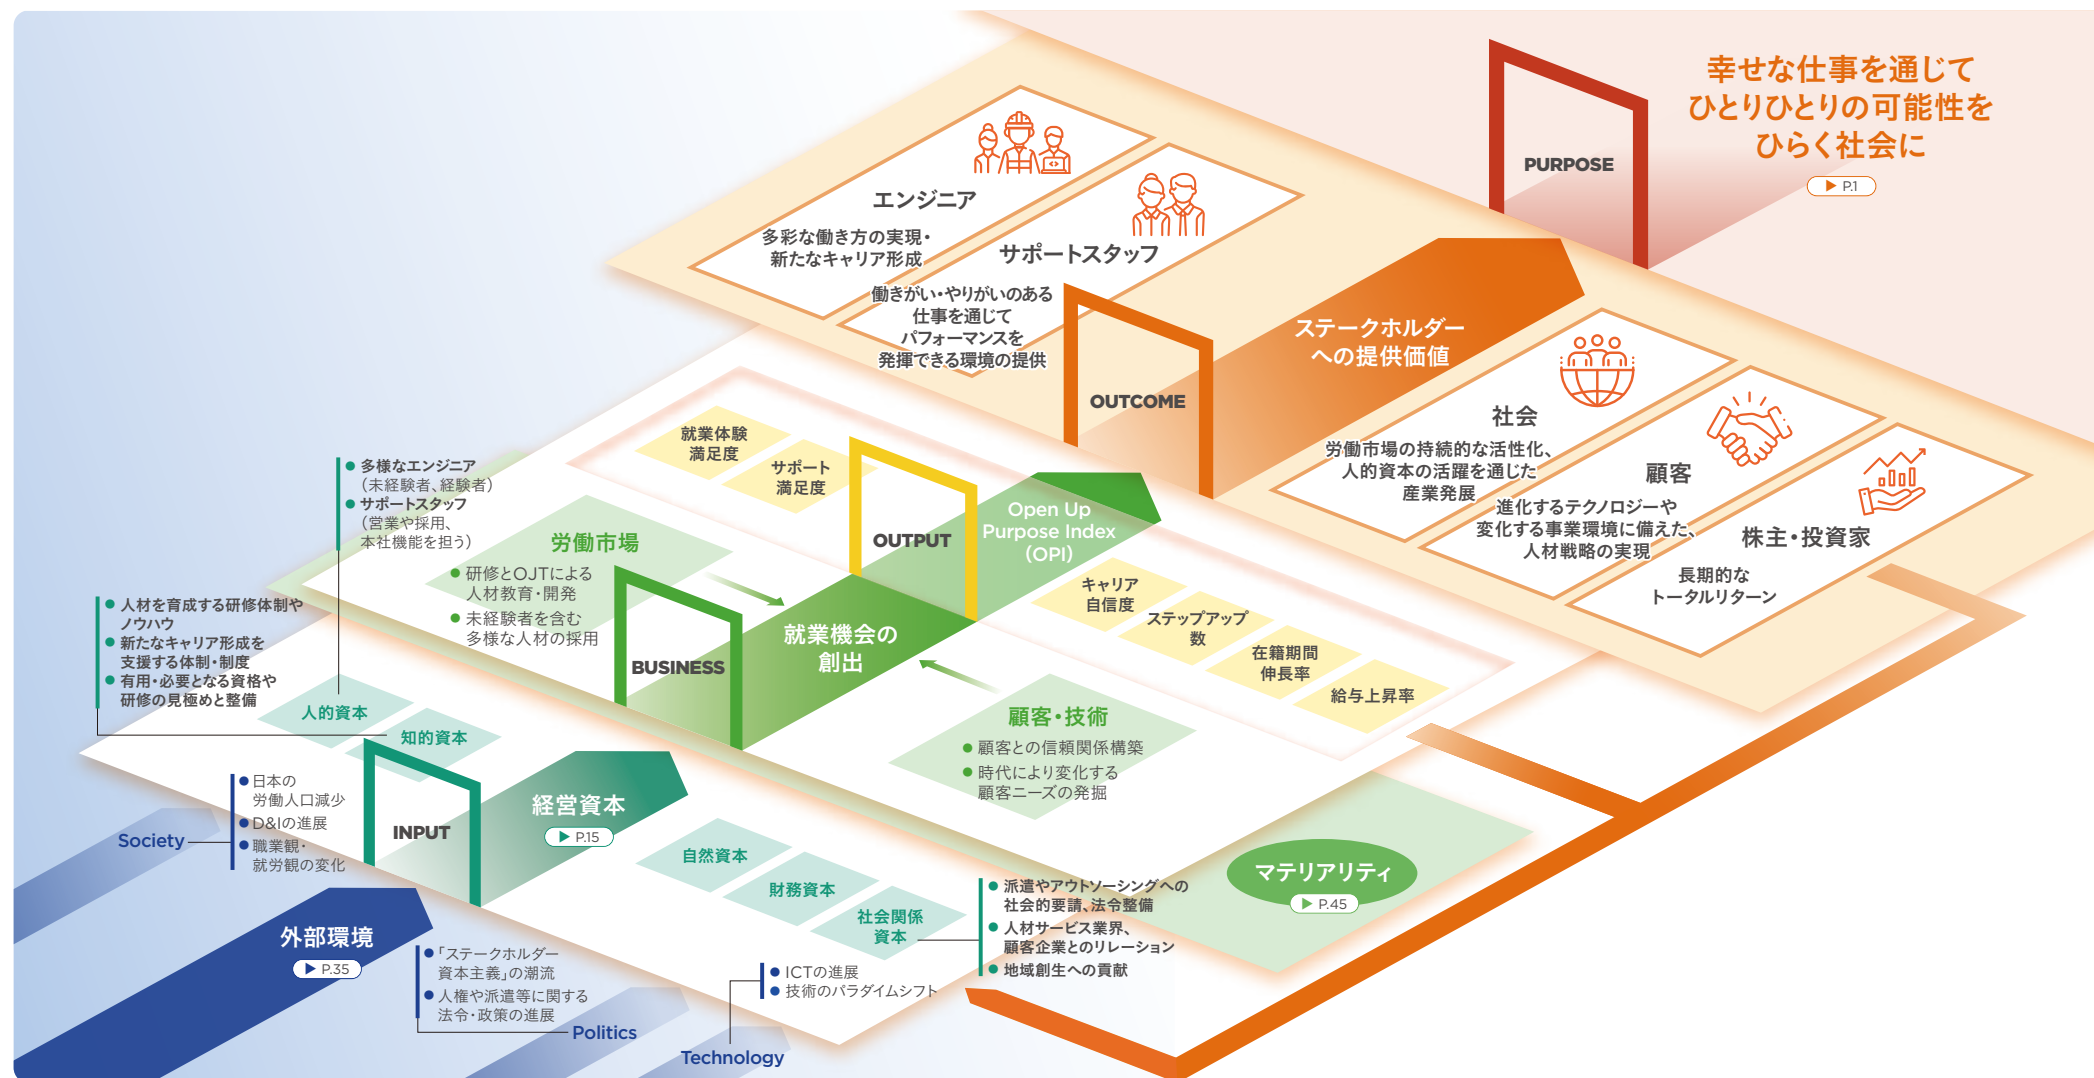 幸せな仕事を通じて
ひとりひとりの可能性を
ひらく社会に
▶ P.1
PURPOSE
エンジニア
多彩な働き方の実現・
新たなキャリア形成
サポートスタッフ
働きがい・やりがいのある
仕事を通じて
パフォーマンスを
発揮できる環境の提供
ステークホルダー
への提供価値
OUTCOME
社会
労働市場の持続的な活性化、
人的資本の活躍を通じた
産業発展
顧客
進化するテクノロジーや
変化する事業環境に備えた、
人材戦略の実現
株主・投資家
長期的な
トータルリターン
就業体験
満足度
サポート
満足度
OUTPUT
Open Up
Purpose Index
(OPI)
キャリア
自信度
ステップアップ
数
在籍期間
伸長率
給与上昇率
労働市場
● 研修とOJTによる
人材教育・開発
● 未経験者を含む
多様な人材の採用
BUSINESS
就業機会の
創出
顧客・技術
● 顧客との信頼関係構築
● 時代により変化する
顧客ニーズの発掘
● 多様なエンジニア
（未経験者、経験者）
● サポートスタッフ
（営業や採用、
本社機能を担う）
● 人材を育成する研修体制や
ノウハウ
● 新たなキャリア形成を
支援する体制・制度
● 有用・必要となる資格や
研修の見極めと整備
人的資本
知的資本
INPUT
経営資本
▶ P.15
自然資本
財務資本
社会関係
資本
● 派遣やアウトソーシングへの
社会的要請、法令整備
● 人材サービス業界、
顧客企業とのリレーション
● 地域創生への貢献
マテリアリティ
▶ P.45
Society
● 日本の
労働人口減少
● D&Iの進展
● 職業観・
就労観の変化
外部環境
▶ P.35
● 「ステークホルダー
資本主義」の潮流
● 人権や派遣等に関する
法令・政策の進展
Politics
● ICTの進展
● 技術のパラダイムシフト
Technology